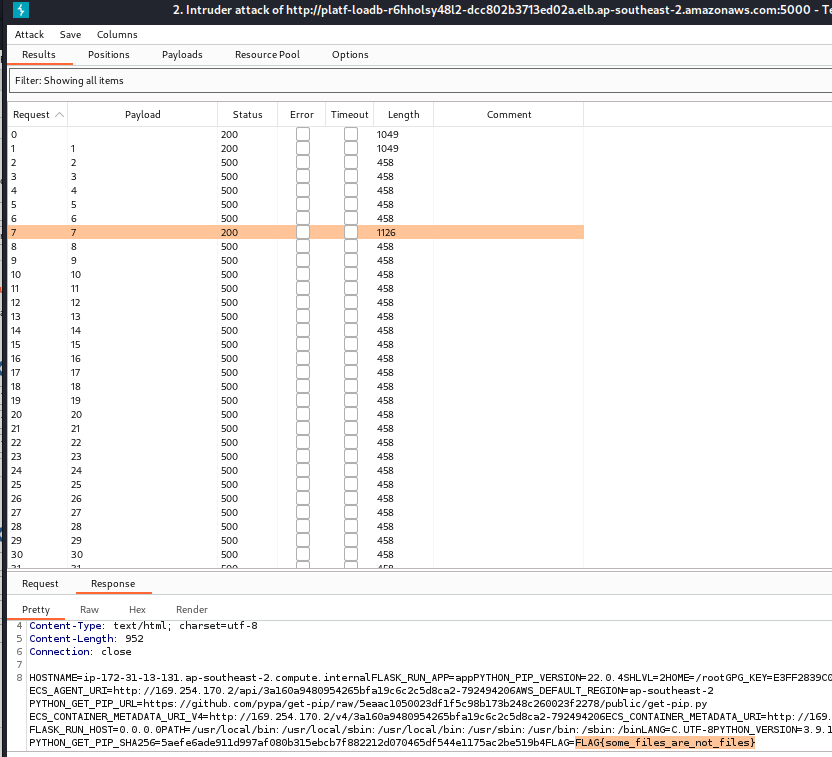 2. Intruder attack of http://platf-loadb-r6hholsy48l2-dcc802b3713ed02a.elb.ap-southeast-2.amazonaws.com:5000 - Te
Attack Save Columns
Results Positions Payloads Resource Pool Options
Filter: Showing all items
Request Payload Status Error Timeout Length Comment
0 200 1049
1 1 200 1049
2 2 500 458
3 3 500 458
4 4 500 458
5 5 500 458
6 6 500 458
7 7 200 1126
8 8 500 458
9 9 500 458
10 10 500 458
11 11 500 458
12 12 500 458
13 13 500 458
14 14 500 458
15 15 500 458
16 16 500 458
17 17 500 458
18 18 500 458
19 19 500 458
20 20 500 458
21 21 500 458
22 22 500 458
23 23 500 458
24 24 500 458
25 25 500 458
26 26 500 458
27 27 500 458
28 28 500 458
29 29 500 458
30 30 500 458
31 31 500 458
Request Response
Pretty Raw Hex Render
4 Content-Type: text/html; charset=utf-8
5 Content-Length: 952
6 Connection: close
7
8 HOSTNAME=ip-172-31-13-131.ap-southeast-2.compute.internalFLASK_RUN_APP=appPYTHON_PIP_VERSION=22.0.4SHLVL=2HOME=/rootGPG_KEY=E3FF2839C0
ECS_AGENT_URI=http://169.254.170.2/api/3a160a9480954265bfa19c6c2c5d8ca2-792494206AWS_DEFAULT_REGION=ap-southeast-2
PYTHON_GET_PIP_URL=https://github.com/pypa/get-pip/raw/5eaac1050023df1f5c98b173b248c260023f2278/public/get-pip.py
ECS_CONTAINER_METADATA_URI_V4=http://169.254.170.2/v4/3a160a9480954265bfa19c6c2c5d8ca2-792494206ECS_CONTAINER_METADATA_URI=http://169.
FLASK_RUN_HOST=0.0.0.0PATH=/usr/local/bin:/usr/local/sbin:/usr/local/bin:/usr/sbin:/usr/bin:/sbin:/binLANG=C.UTF-8PYTHON_VERSION=3.9.1
PYTHON_GET_PIP_SHA256=5aefe6ade911d997af080b315ebcb7f882212d070465df544e1175ac2be519b4FLAG=FLAG{some_files_are_not_files}